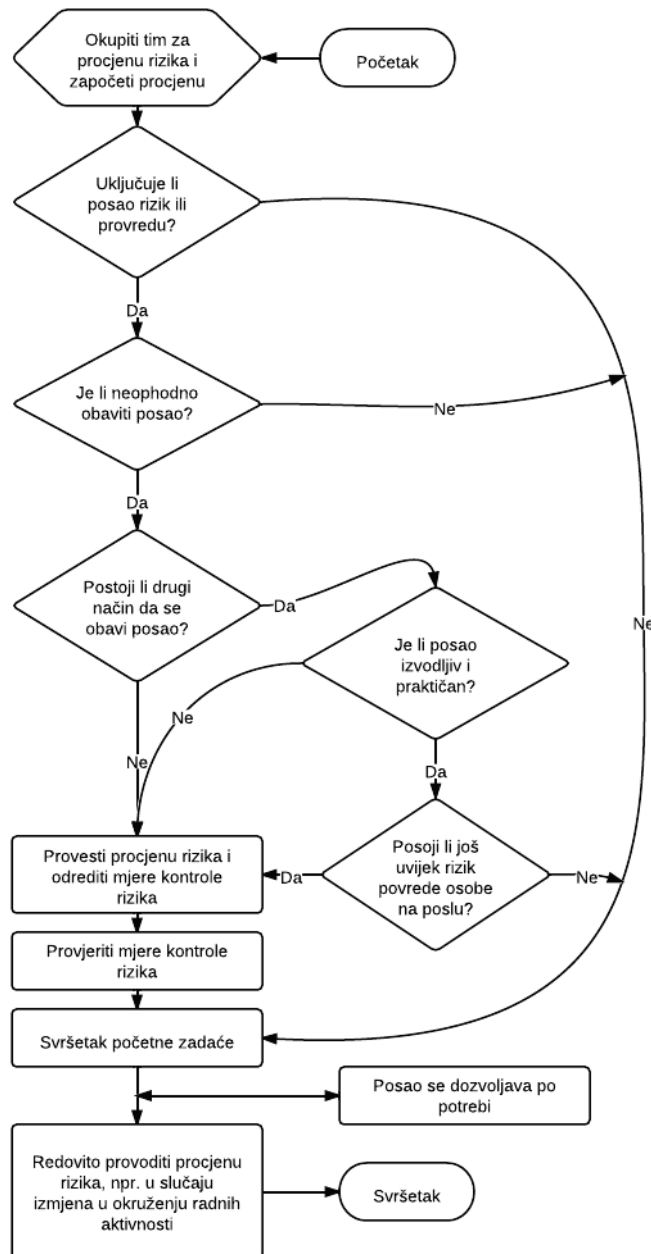 Okupiti tim za
procjenu rizika i
započeti procjenu
Početak
Uključuje li
posao rizik ili
provredu?
Da
Je li neophodno
obaviti posao?
Ne
Da
Postoji li drugi
način da se
obavi posao?
Da
Ne
Je li posao
izvodljiv i
praktičan?
Ne
Ne
Da
Provesti procjenu rizika i
odrediti mjere kontrole
rizika
Da
Posoji li još
uvijek rizik
povrede osobe
na poslu?
Ne
Provjeriti mjere kontrole
rizika
Svršetak početne zadaće
Posao se dozvoljava po
potrebi
Redovito provoditi procjenu
rizika, npr. u slučaju
izmjena u okruženju radnih
aktivnosti
Svršetak